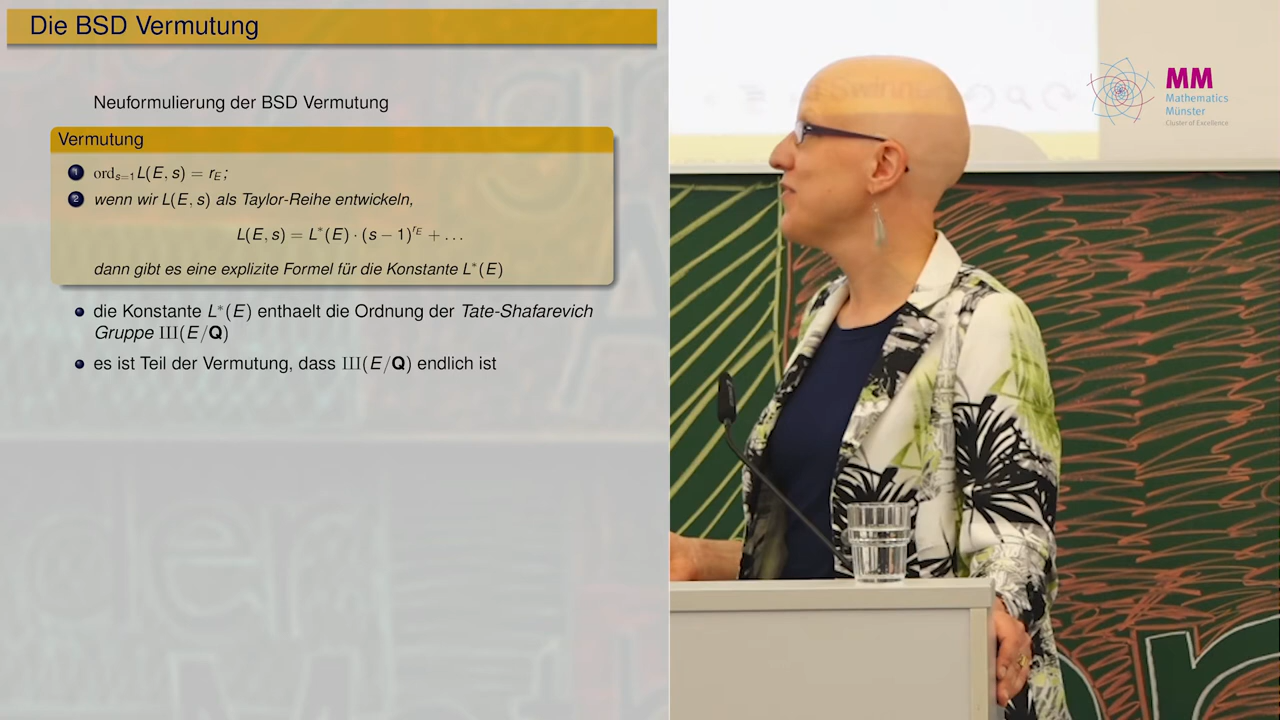 Die BSD Vermutung
Neuformulierung der BSD Vermutung
Vermutung
1 ord_{s=1} L(E, s) = r_E;
2 wenn wir L(E, s) als Taylor-Reihe entwickeln,
L(E, s) = L*(E) · (s − 1)^{r_E} + . . .
dann gibt es eine explizite Formel für die Konstante L*(E)
die Konstante L*(E) enthaelt die Ordnung der Tate-Shafarevich
Gruppe Ш(E/Q)
es ist Teil der Vermutung, dass Ш(E/Q) endlich ist
MM
Mathematics
Münster
Cluster of Excellence